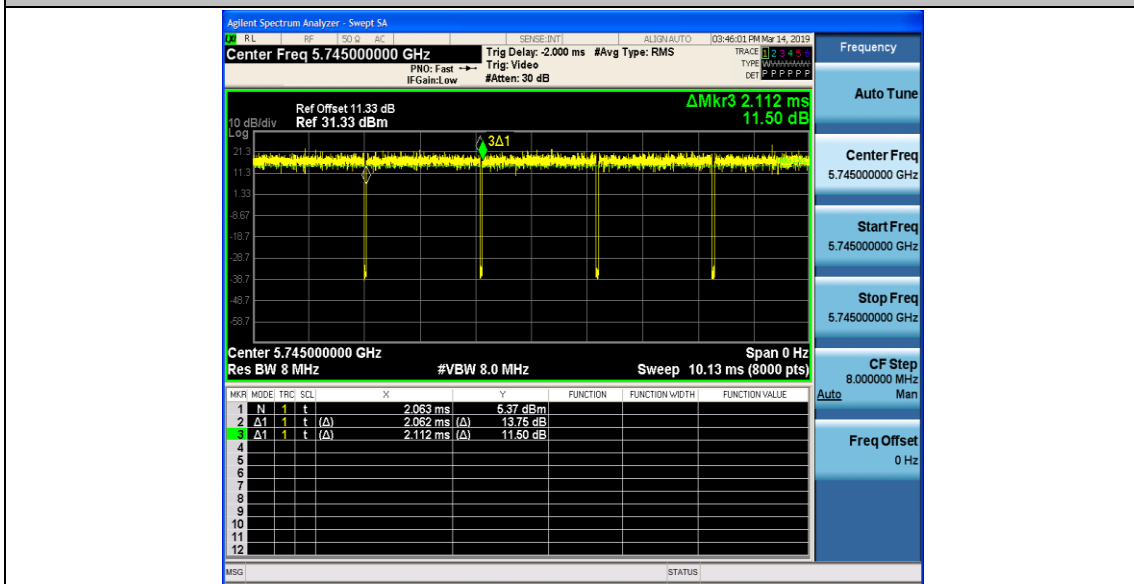 Agilent Spectrum Analyzer - Swept SA
RL RF 50 Ω AC SENSE:INT ALIGN AUTO 03:46:01 PM Mar 14, 2019
Center Freq 5.745000000 GHz
Trig Delay: -2.000 ms #Avg Type: RMS
TRACE 1 2 3 4 5 6
PNO: Fast Trig: Video
TYPE WWWWWW
IFGain:Low #Atten: 30 dB
DET P P P P P P
Frequency
Auto Tune
Center Freq
5.745000000 GHz
Start Freq
5.745000000 GHz
Stop Freq
5.745000000 GHz
CF Step
8.000000 MHz
Auto Man
Freq Offset
0 Hz
Ref Offset 11.33 dB
10 dB/div Ref 31.33 dBm
Log
ΔMkr3 2.112 ms
11.50 dB
3Δ1
21.3
11.3
1.33
-8.67
-18.7
-28.7
-38.7
-48.7
-58.7
Center 5.745000000 GHz Span 0 Hz
Res BW 8 MHz #VBW 8.0 MHz Sweep 10.13 ms (8000 pts)
MKR MODE TRC SCL X Y FUNCTION FUNCTION WIDTH FUNCTION VALUE
1 N 1 t 2.063 ms 5.37 dBm
2 Δ1 1 t (Δ) 2.062 ms (Δ) 13.75 dB
3 Δ1 1 t (Δ) 2.112 ms (Δ) 11.50 dB
4
5
6
7
8
9
10
11
12
MSG STATUS